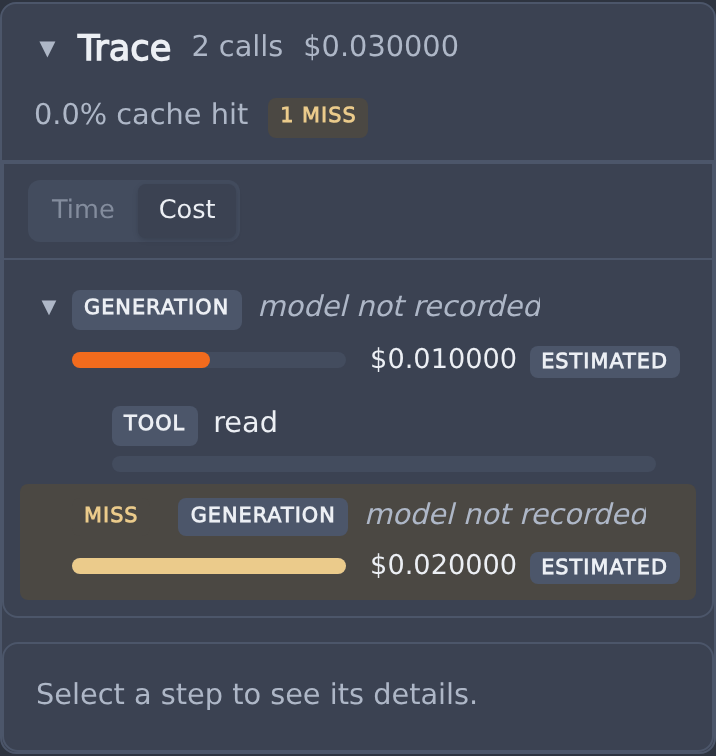 ▼ Trace 2 calls $0.030000
0.0% cache hit 1 MISS
Time Cost
▼ GENERATION model not recorded
$0.010000 ESTIMATED
TOOL read
MISS GENERATION model not recorded
$0.020000 ESTIMATED
Select a step to see its details.